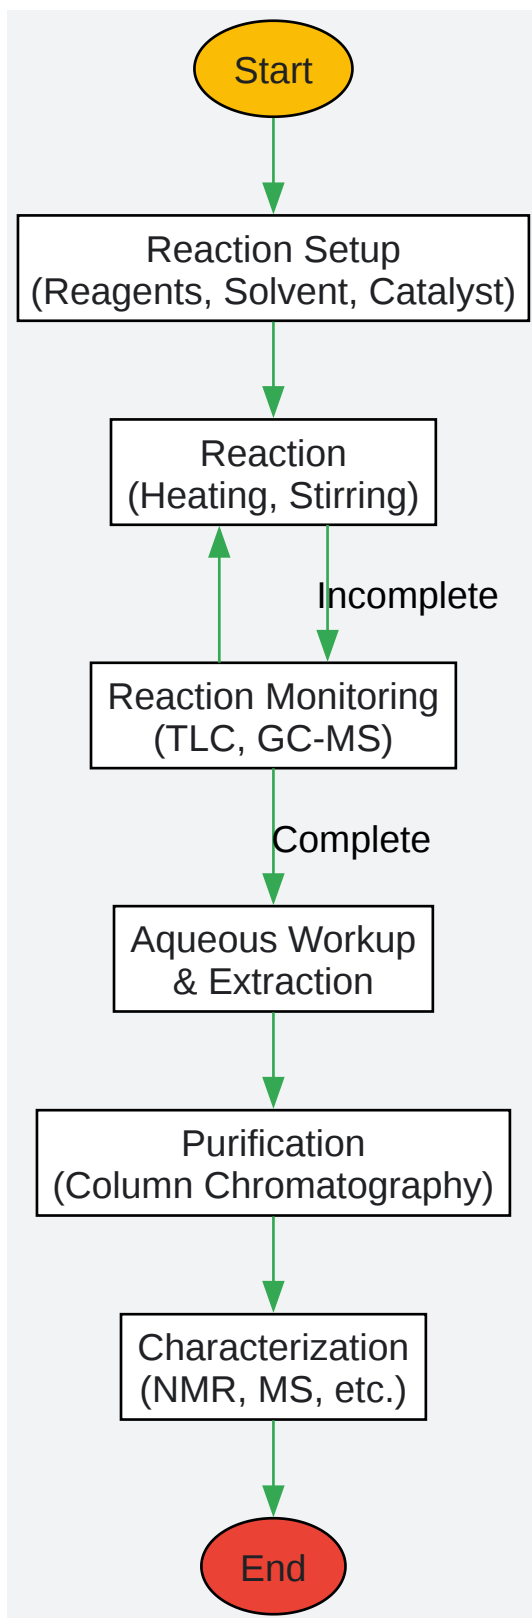 Start
Reaction Setup
(Reagents, Solvent, Catalyst)
Reaction
(Heating, Stirring)
Incomplete
Reaction Monitoring
(TLC, GC-MS)
Complete
Aqueous Workup
& Extraction
Purification
(Column Chromatography)
Characterization
(NMR, MS, etc.)
End